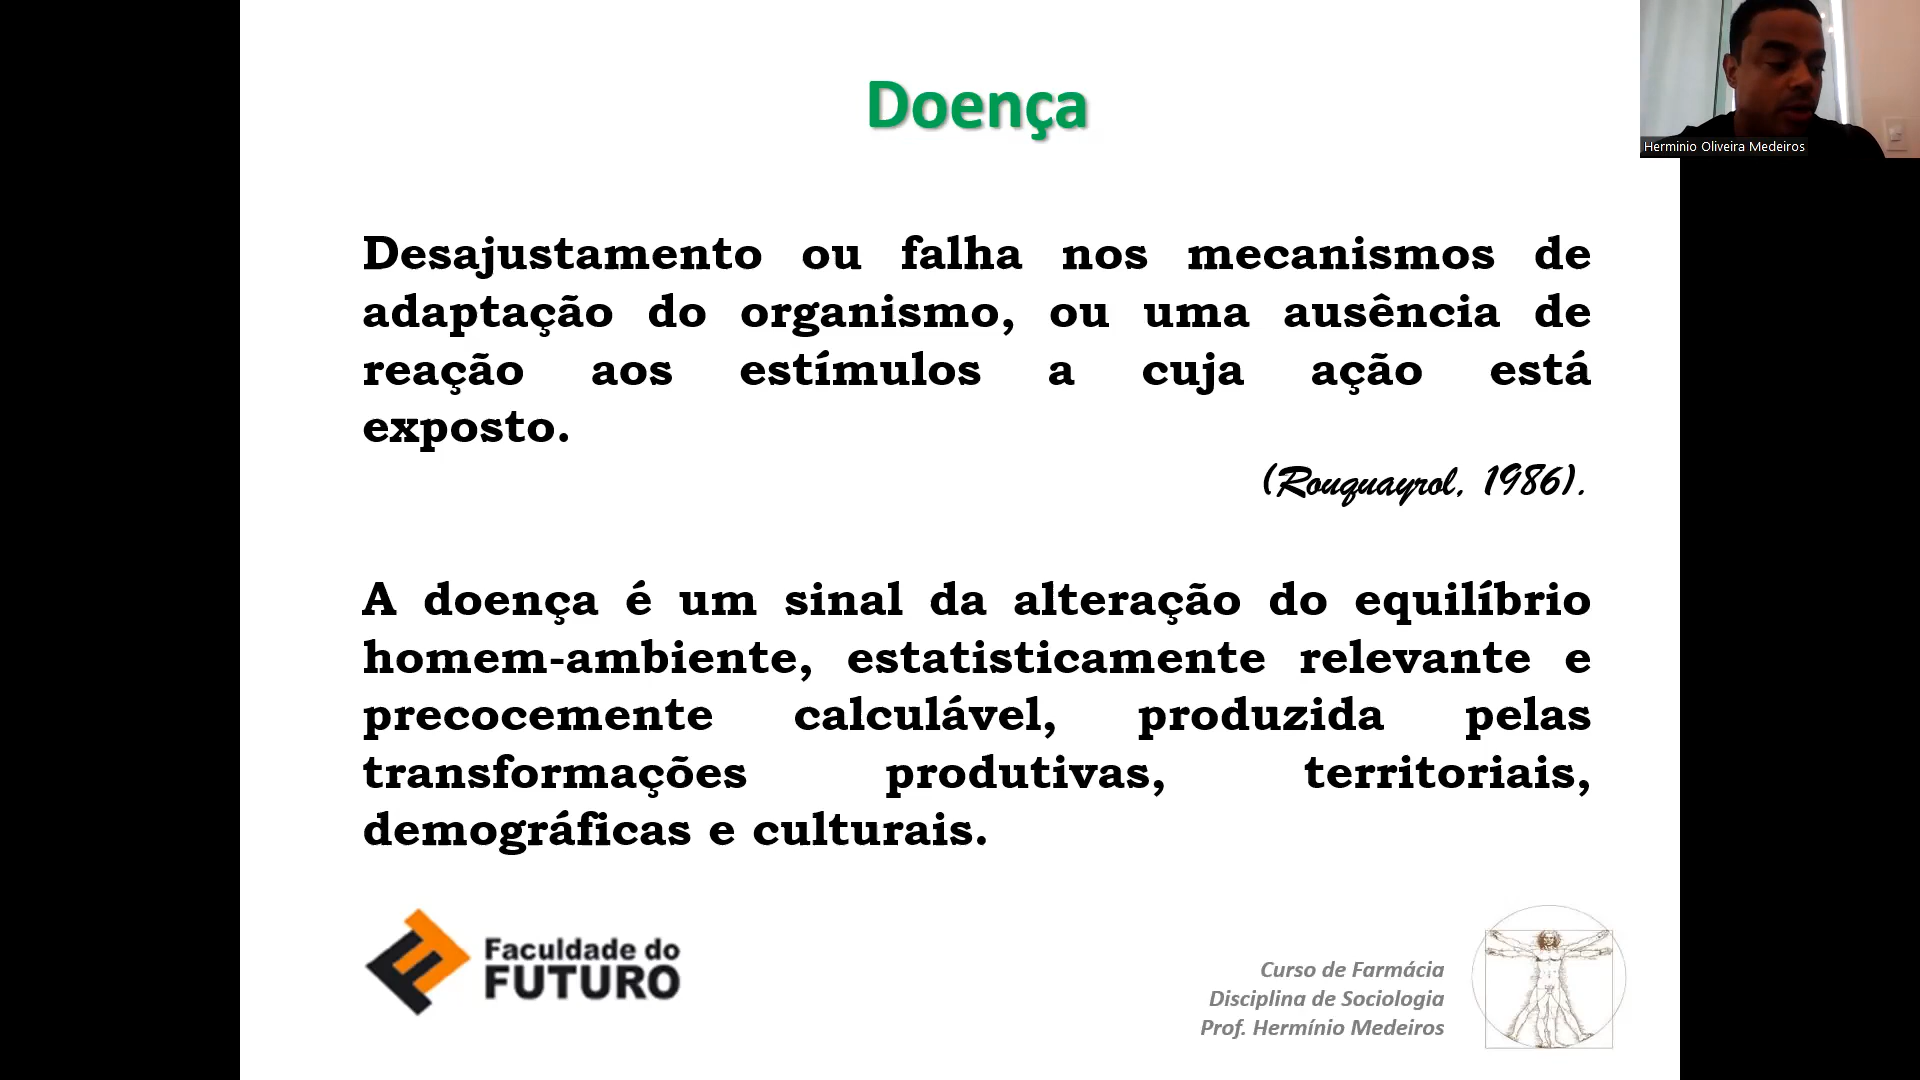 Doença
Herminio Oliveira Medeiros
Desajustamento ou falha nos mecanismos de
adaptação do organismo, ou uma ausência de
reação aos estímulos a cuja ação está
exposto.
(Rouquayrol, 1986).
A doença é um sinal da alteração do equilíbrio
homem-ambiente, estatisticamente relevante e
precocemente calculável, produzida pelas
transformações produtivas, territoriais,
demográficas e culturais.
Faculdade do
FUTURO
Curso de Farmácia
Disciplina de Sociologia
Prof. Hermínio Medeiros